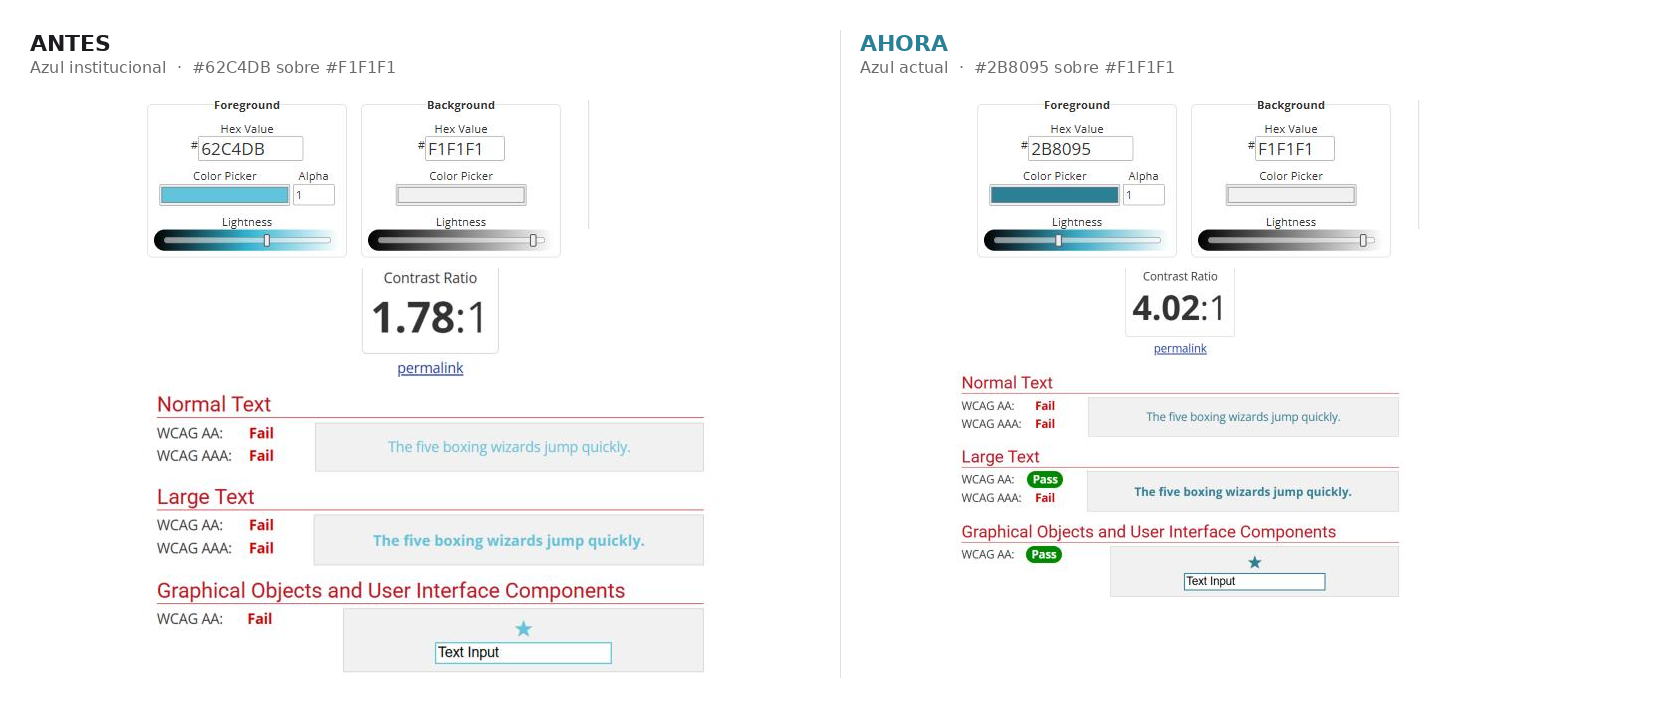 ANTES
Azul institucional · #62C4DB sobre #F1F1F1
Foreground
Hex Value
# 62C4DB
Color Picker Alpha
1
Lightness
Background
Hex Value
# F1F1F1
Color Picker
Lightness
Contrast Ratio
1.78:1
permalink
Normal Text
WCAG AA: Fail
WCAG AAA: Fail
The five boxing wizards jump quickly.
Large Text
WCAG AA: Fail
WCAG AAA: Fail
The five boxing wizards jump quickly.
Graphical Objects and User Interface Components
WCAG AA: Fail
Text Input
AHORA
Azul actual · #2B8095 sobre #F1F1F1
Foreground
Hex Value
# 2B8095
Color Picker Alpha
1
Lightness
Background
Hex Value
# F1F1F1
Color Picker
Lightness
Contrast Ratio
4.02:1
permalink
Normal Text
WCAG AA: Fail
WCAG AAA: Fail
The five boxing wizards jump quickly.
Large Text
WCAG AA: Pass
WCAG AAA: Fail
The five boxing wizards jump quickly.
Graphical Objects and User Interface Components
WCAG AA: Pass
Text Input